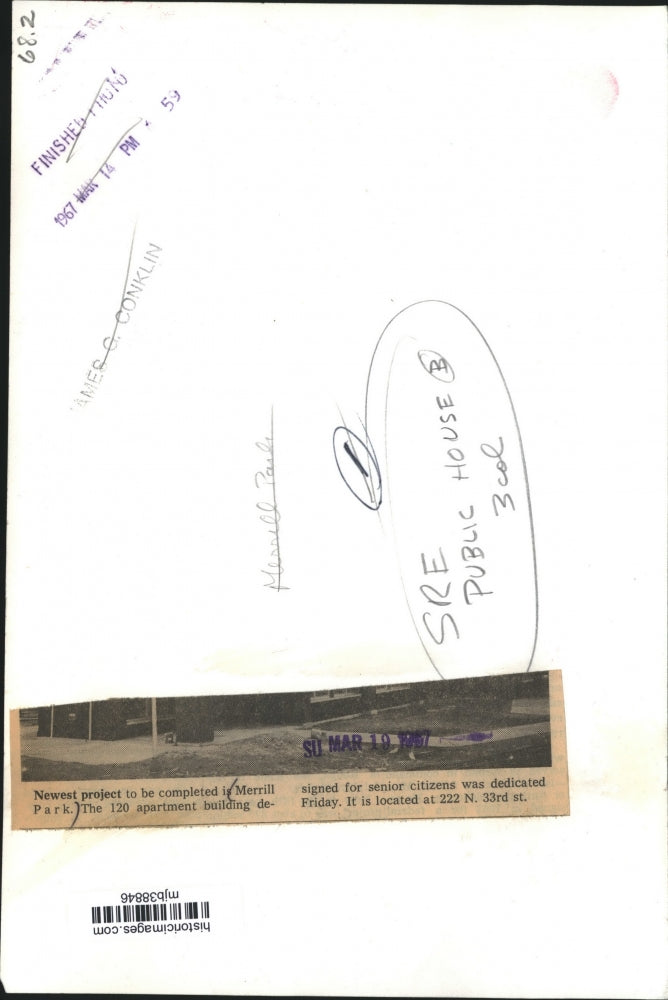 68.2
FINISHED PHOTO
1967 MAR 14 PM 59
JAMES G. CONKLIN
Merrill Park
1
SRE
PUBLIC HOUSE B
3 col
SU MAR 19 1967
Newest project to be completed is Merrill
Park. The 120 apartment building de-
signed for senior citizens was dedicated
Friday. It is located at 222 N. 33rd st.
historicimages.com
mjb38846